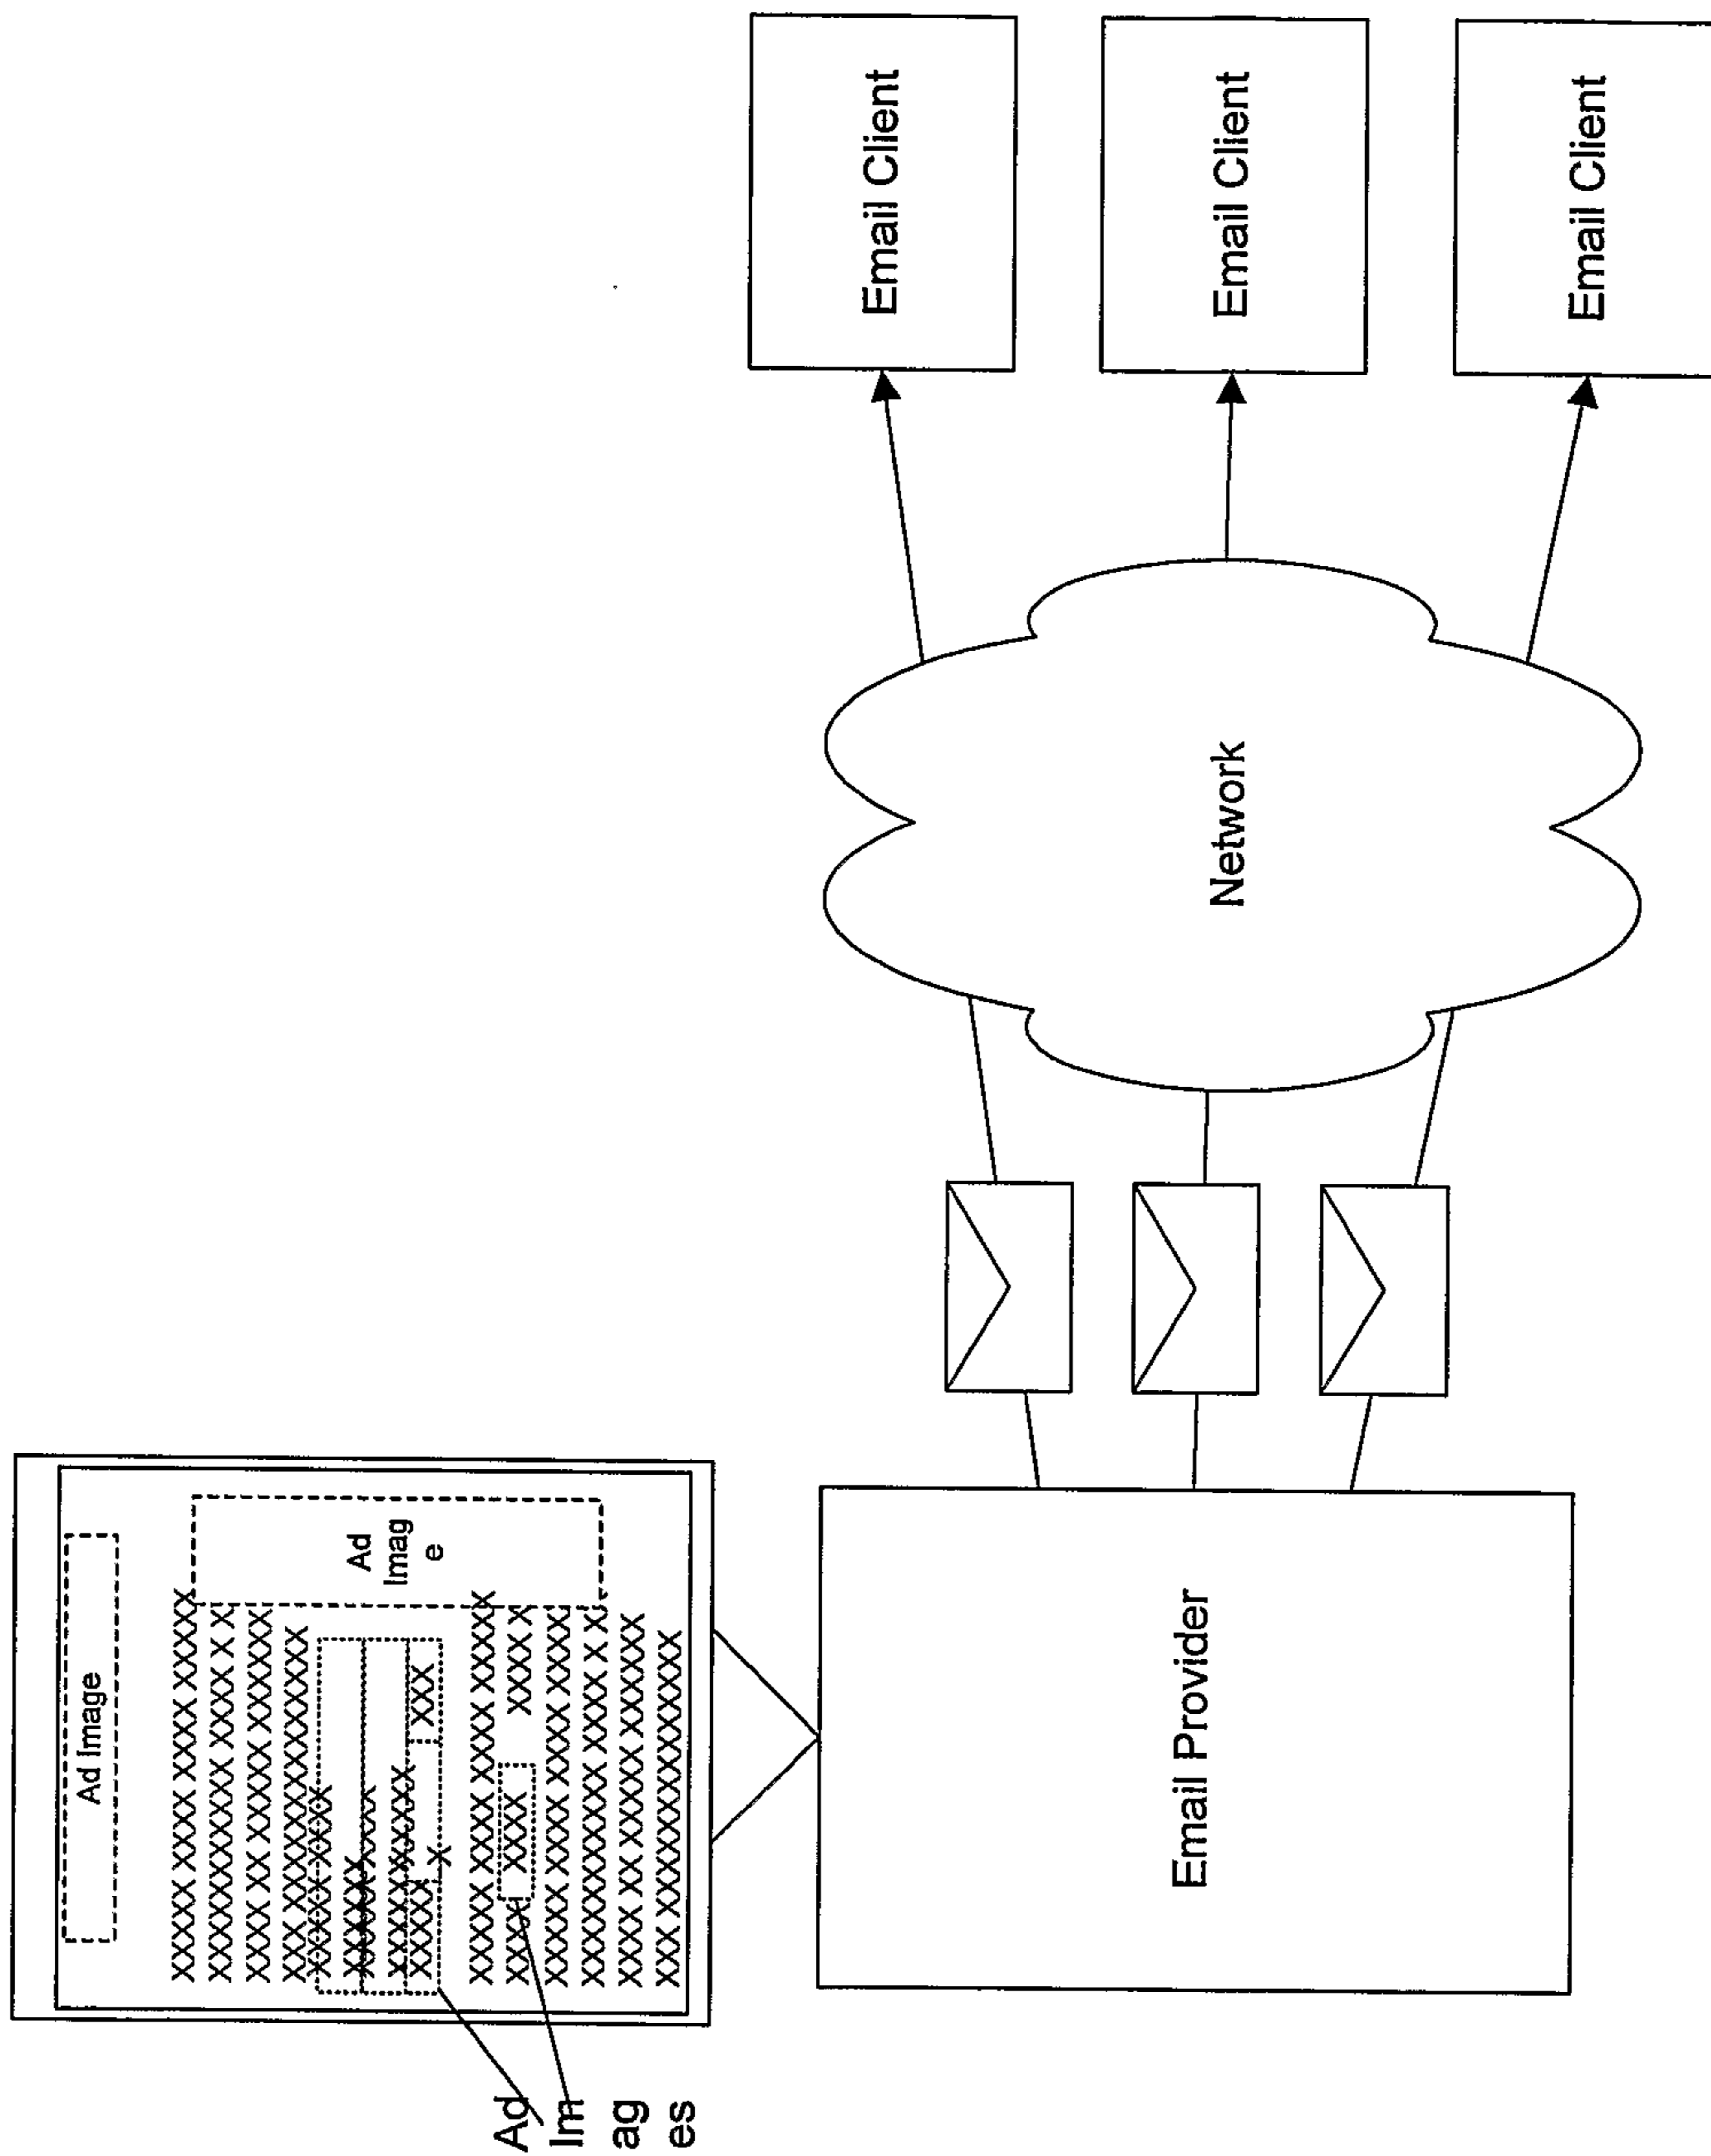 Ad Image
Ad
Imag
e
Ad
Im
ag
es
Email Provider
Network
Email Client
Email Client
Email Client